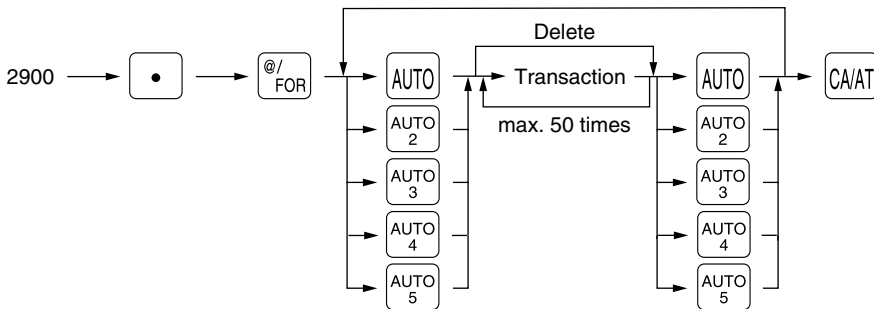 Delete
2900 • @/FOR AUTO Transaction AUTO CA/AT
max. 50 times
AUTO 2 AUTO 2
AUTO 3 AUTO 3
AUTO 4 AUTO 4
AUTO 5 AUTO 5